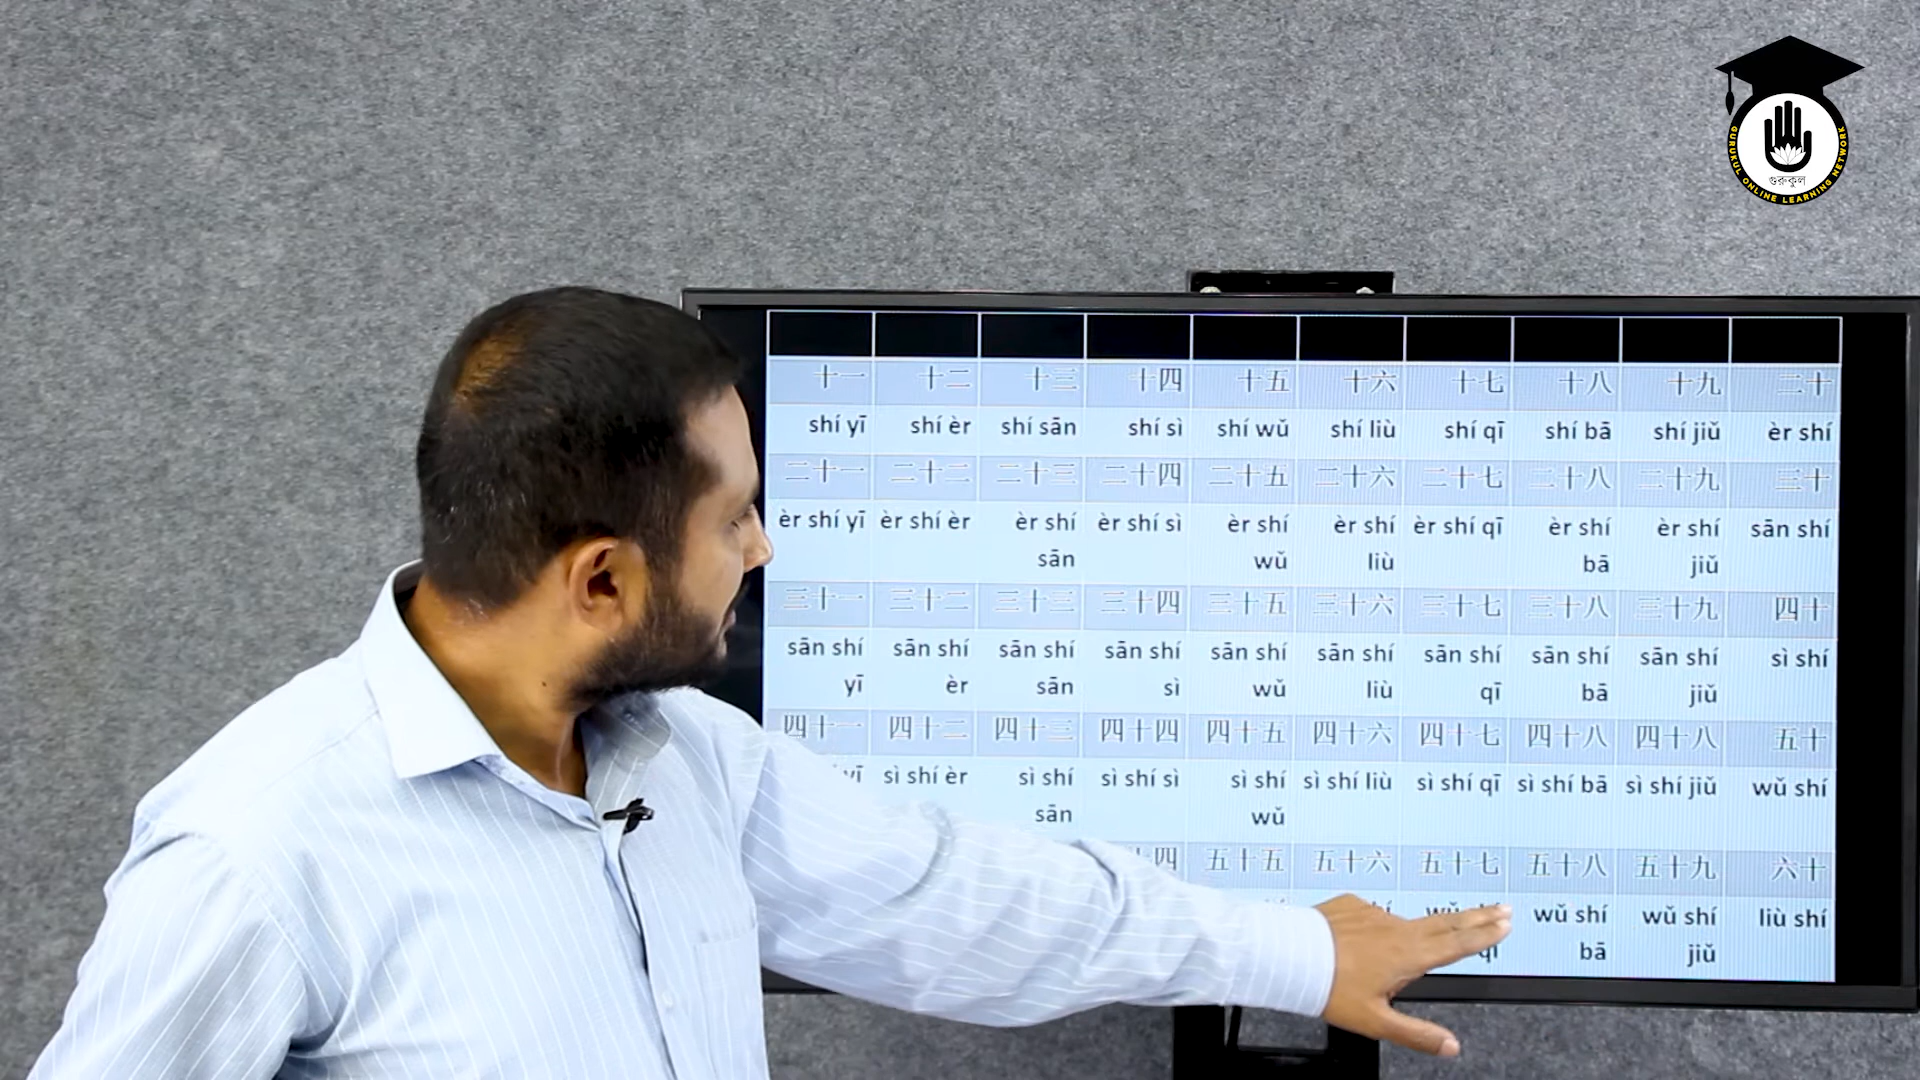 GURUKUL ONLINE LEARNING NETWORK
গুরুকুল
十一 十二 十三 十四 十五 十六 十七 十八 十九 二十
shí yī shí èr shí sān shí sì shí wǔ shí liù shí qī shí bā shí jiǔ èr shí
二十一 二十二 二十三 二十四 二十五 二十六 二十七 二十八 二十九 三十
èr shí yī èr shí èr èr shí èr shí sì èr shí èr shí èr shí qī èr shí èr shí sān shí
sān wǔ liù bā jiǔ
三十一 三十二 三十三 三十四 三十五 三十六 三十七 三十八 三十九 四十
sān shí sān shí sān shí sān shí sān shí sān shí sān shí sān shí sān shí sì shí
yī èr sān sì wǔ liù qī bā jiǔ
四十一 四十二 四十三 四十四 四十五 四十六 四十七 四十八 四十八 五十
yī sì shí èr sì shí sì shí sì sì shí sì shí liù sì shí qī sì shí bā sì shí jiǔ wǔ shí
sān wǔ
四 五十五 五十六 五十七 五十八 五十九 六十
wǔ shí wǔ shí liù shí
qī bā jiǔ